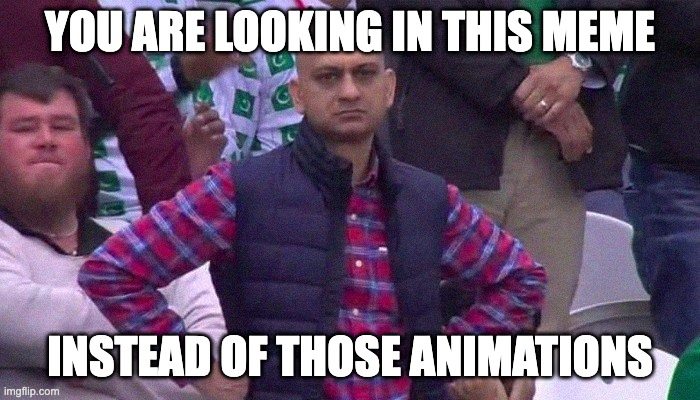 YOU ARE LOOKING IN THIS MEME
INSTEAD OF THOSE ANIMATIONS
imgflip.com